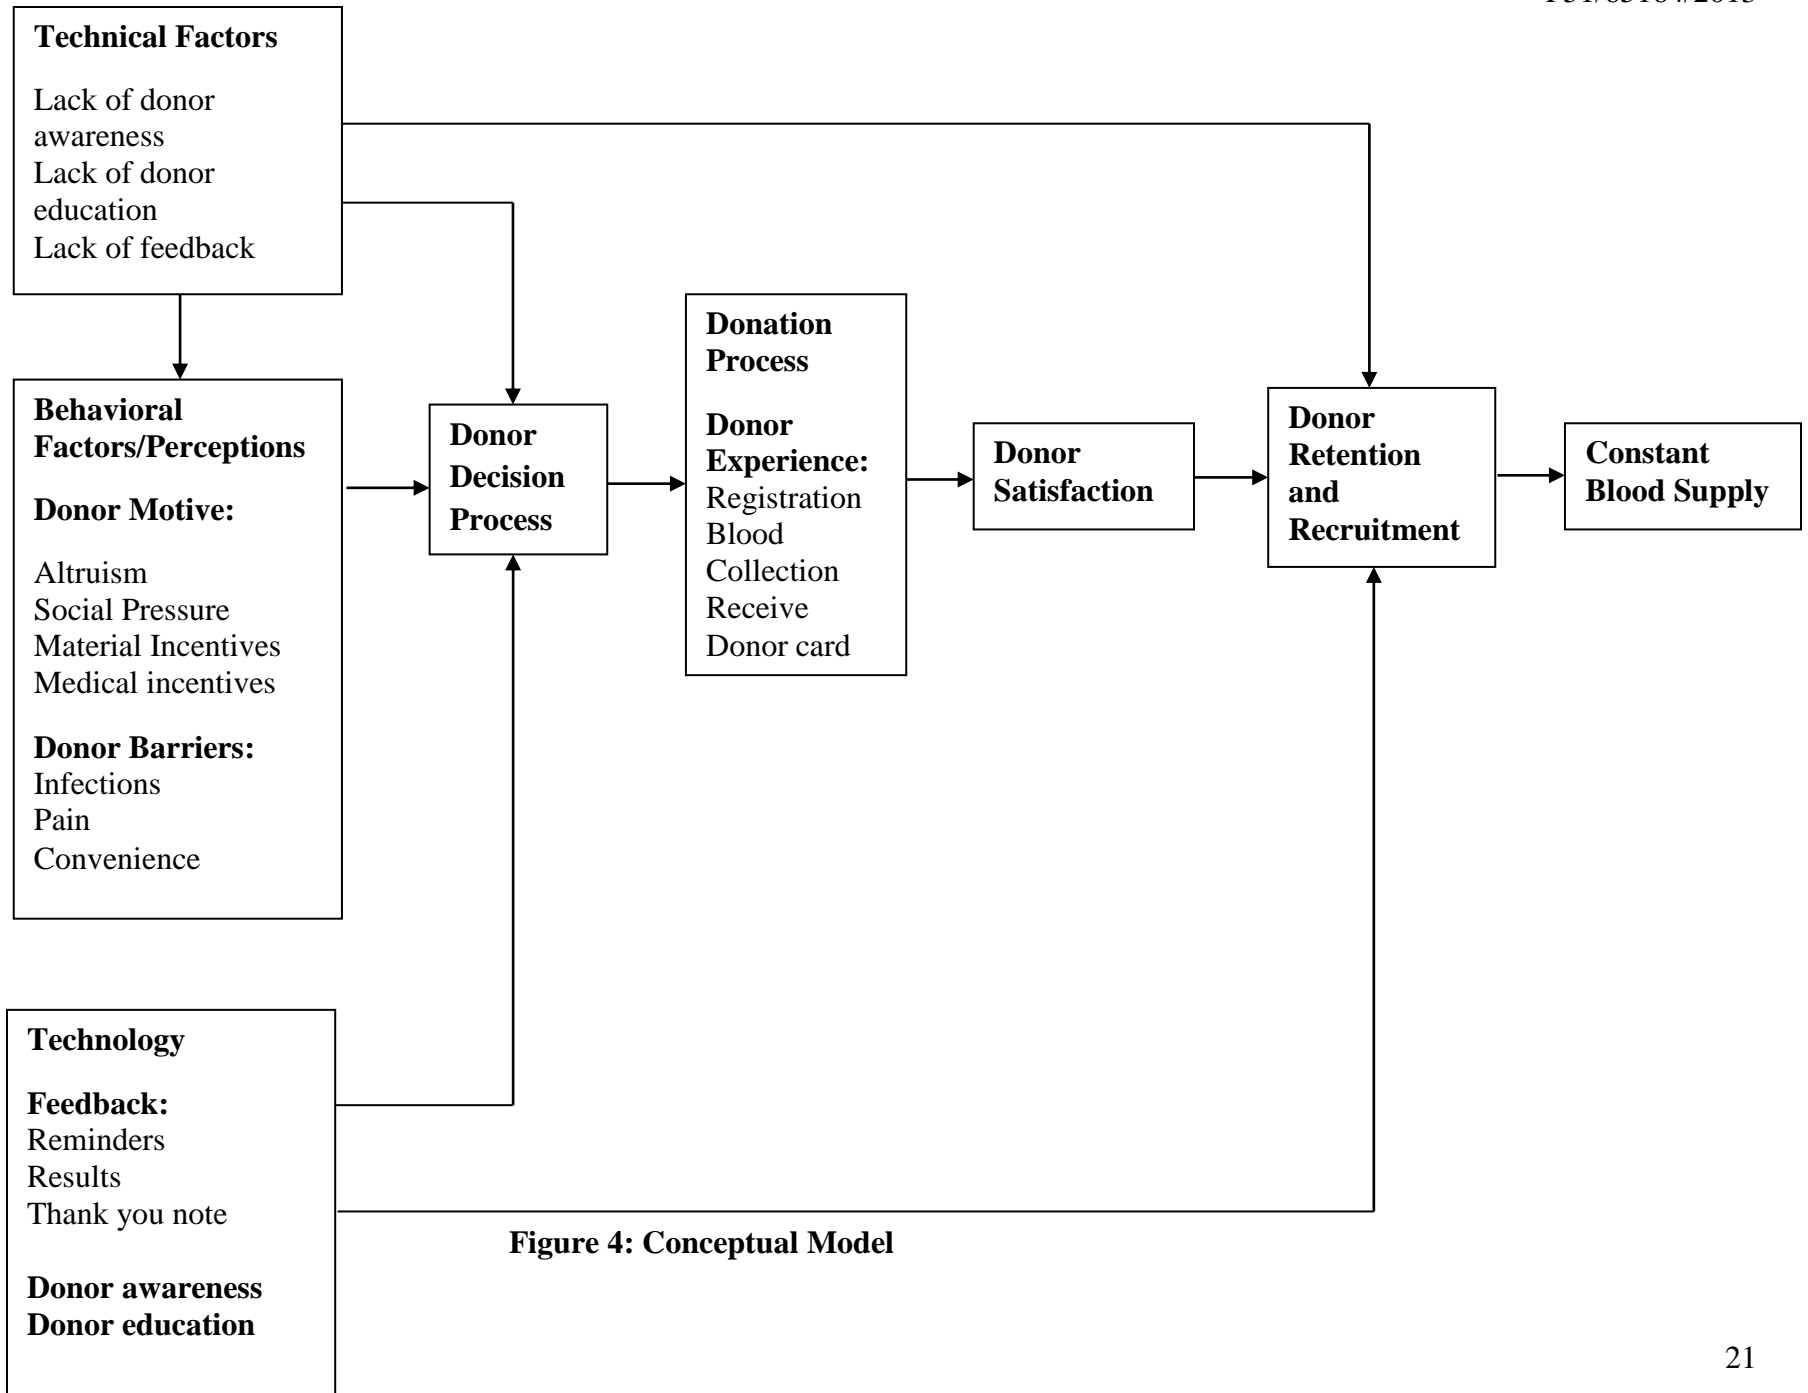 Technical Factors
Lack of donor
awareness
Lack of donor
education
Lack of feedback
Behavioral
Factors/Perceptions
Donor Motive:
Altruism
Social Pressure
Material Incentives
Medical incentives
Donor Barriers:
Infections
Pain
Convenience
Donor
Decision
Process
Donation
Process
Donor
Experience:
Registration
Blood
Collection
Receive
Donor card
Donor
Satisfaction
Donor
Retention
and
Recruitment
Constant
Blood Supply
Technology
Feedback:
Reminders
Results
Thank you note
Donor awareness
Donor education
Figure 4: Conceptual Model
21